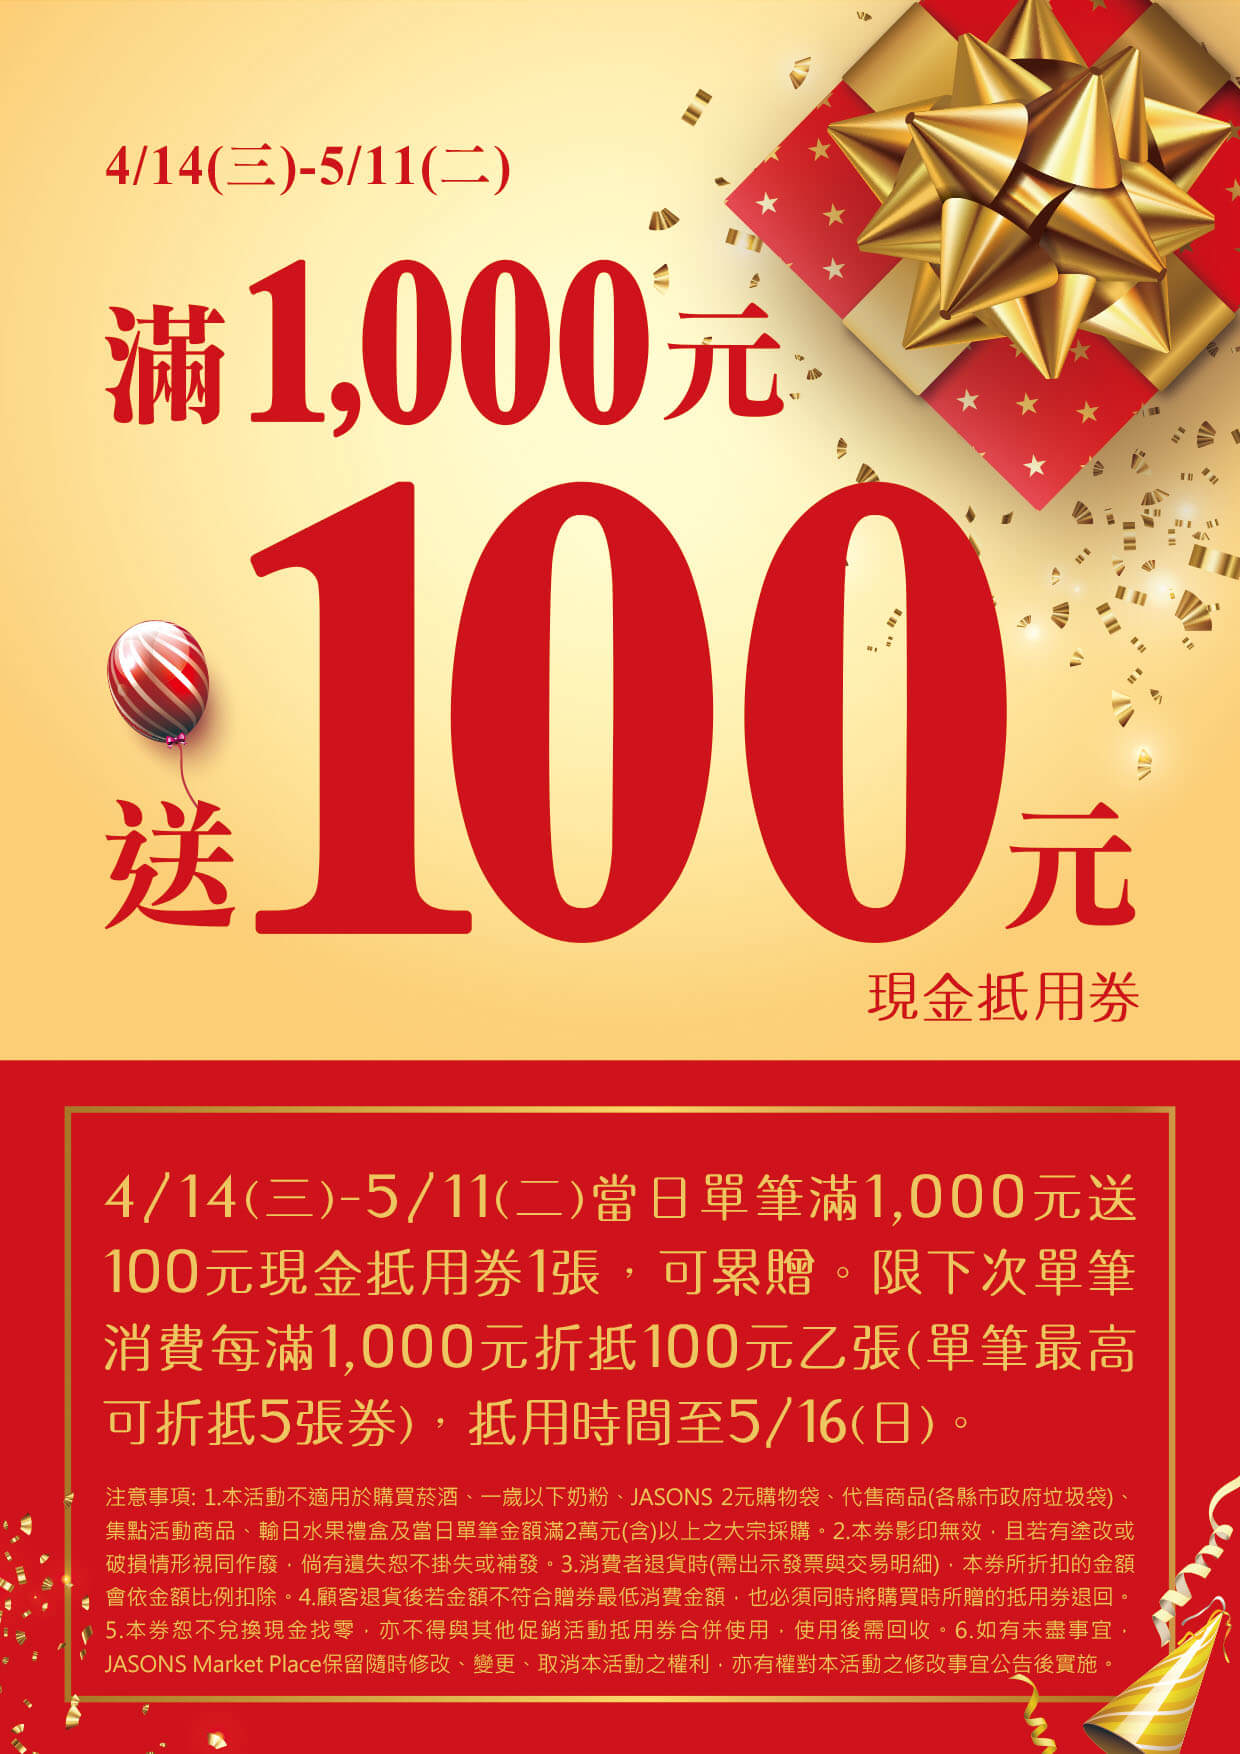 4/14(三)-5/11(二)
滿1,000元
送100元
現金抵用券
4/14(三)-5/11(二)當日單筆滿1,000元送
100元現金抵用券1張，可累贈。限下次單筆
消費每滿1,000元折抵100元乙張(單筆最高
可折抵5張券)，抵用時間至5/16(日)。
注意事項: 1.本活動不適用於購買菸酒、一歲以下奶粉、JASONS 2元購物袋、代售商品(各縣市政府垃圾袋)、
集點活動商品、輸日水果禮盒及當日單筆金額滿2萬元(含)以上之大宗採購。2.本券影印無效，且若有塗改或
破損情形視同作廢，倘有遺失恕不掛失或補發。3.消費者退貨時(需出示發票與交易明細)，本券所折扣的金額
會依金額比例扣除。4.顧客退貨後若金額不符合贈券最低消費金額，也必須同時將購買時所贈的抵用券退回。
5.本券恕不兌換現金找零，亦不得與其他促銷活動抵用券合併使用，使用後需回收。6.如有未盡事宜，
JASONS Market Place保留隨時修改、變更、取消本活動之權利，亦有權對本活動之修改事宜公告後實施。